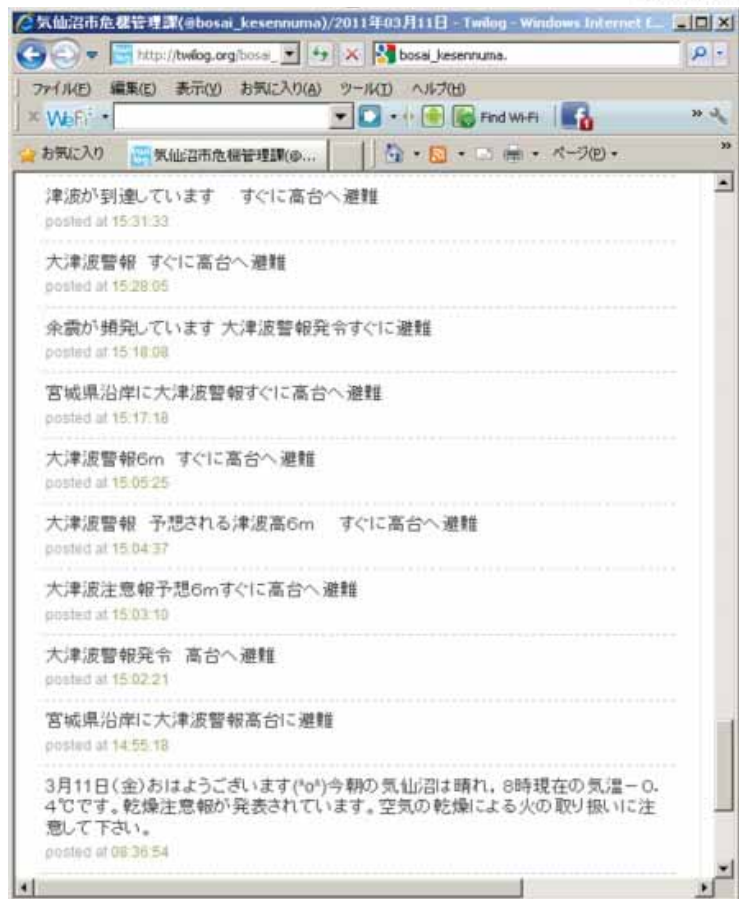 気仙沼市危機管理課(@bosai_kesennuma)/2011年03月11日 - Twilog - Windows Internet E...
http://twilog.org/bosai_
bosai_kesennuma.
ファイル(F) 編集(E) 表示(V) お気に入り(A) ツール(T) ヘルプ(H)
Find Wi-Fi
お気に入り 気仙沼市危機管理課(@... ページ(P)
津波が到達しています すぐに高台へ避難
posted at 15:31:33
大津波警報 すぐに高台へ避難
posted at 15:28:05
余震が頻発しています 大津波警報発令すぐに避難
posted at 15:18:08
宮城県沿岸に大津波警報すぐに高台へ避難
posted at 15:17:18
大津波警報6m すぐに高台へ避難
posted at 15:05:25
大津波警報 予想される津波高6m すぐに高台へ避難
posted at 15:04:37
大津波注意報予想6mすぐに高台へ避難
posted at 15:03:10
大津波警報発令 高台へ避難
posted at 15:02:21
宮城県沿岸に大津波警報高台に避難
posted at 14:55:18
3月11日(金)おはようございます(^o^)今朝の気仙沼は晴れ，8時現在の気温－0．
4℃です。乾燥注意報が発表されています。空気の乾燥による火の取り扱いに注
意して下さい。
posted at 08:36:54